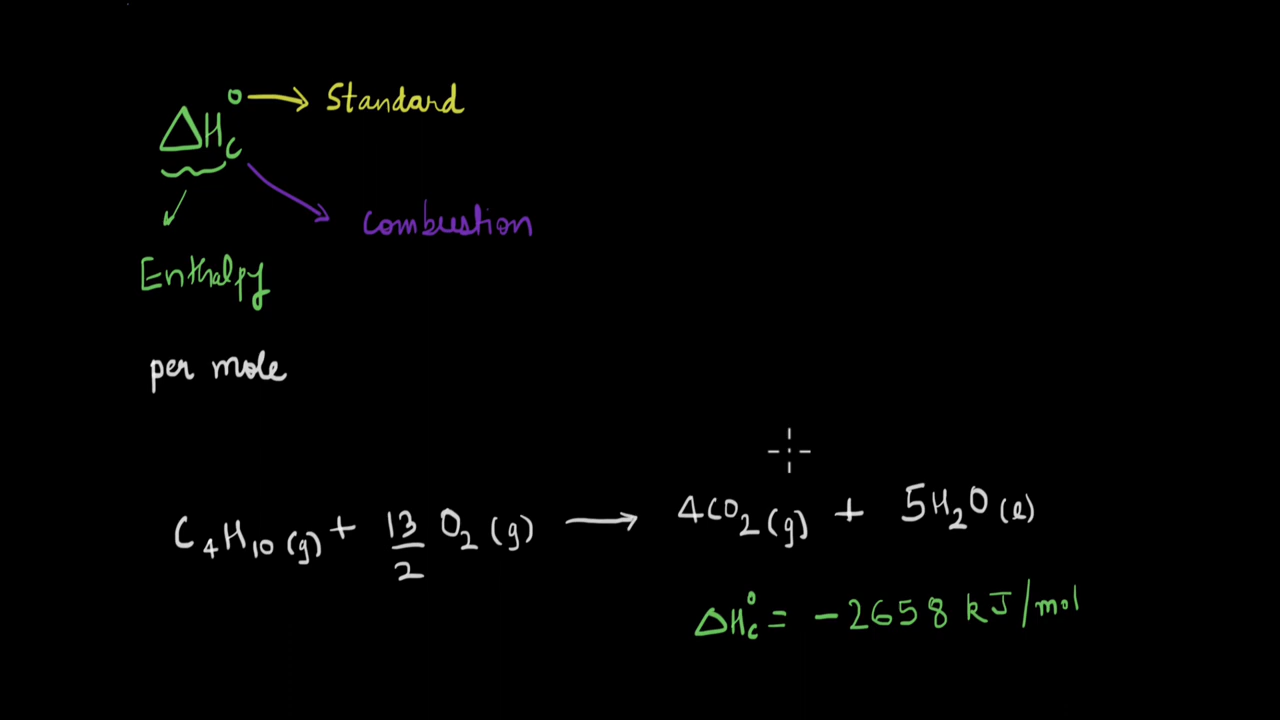 ΔH°c → Standard
Combustion
Enthalpy
per mole
C₄H₁₀ (g) + 13/2 O₂ (g) → 4CO₂ (g) + 5H₂O (l)
ΔH°c = -2658 kJ/mol